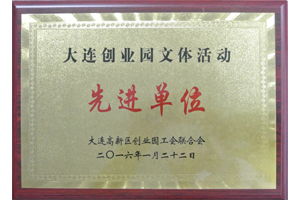 大连创业园文体活动
先进单位
大连高新区创业园工会联合会
二〇一六年一月二十二日